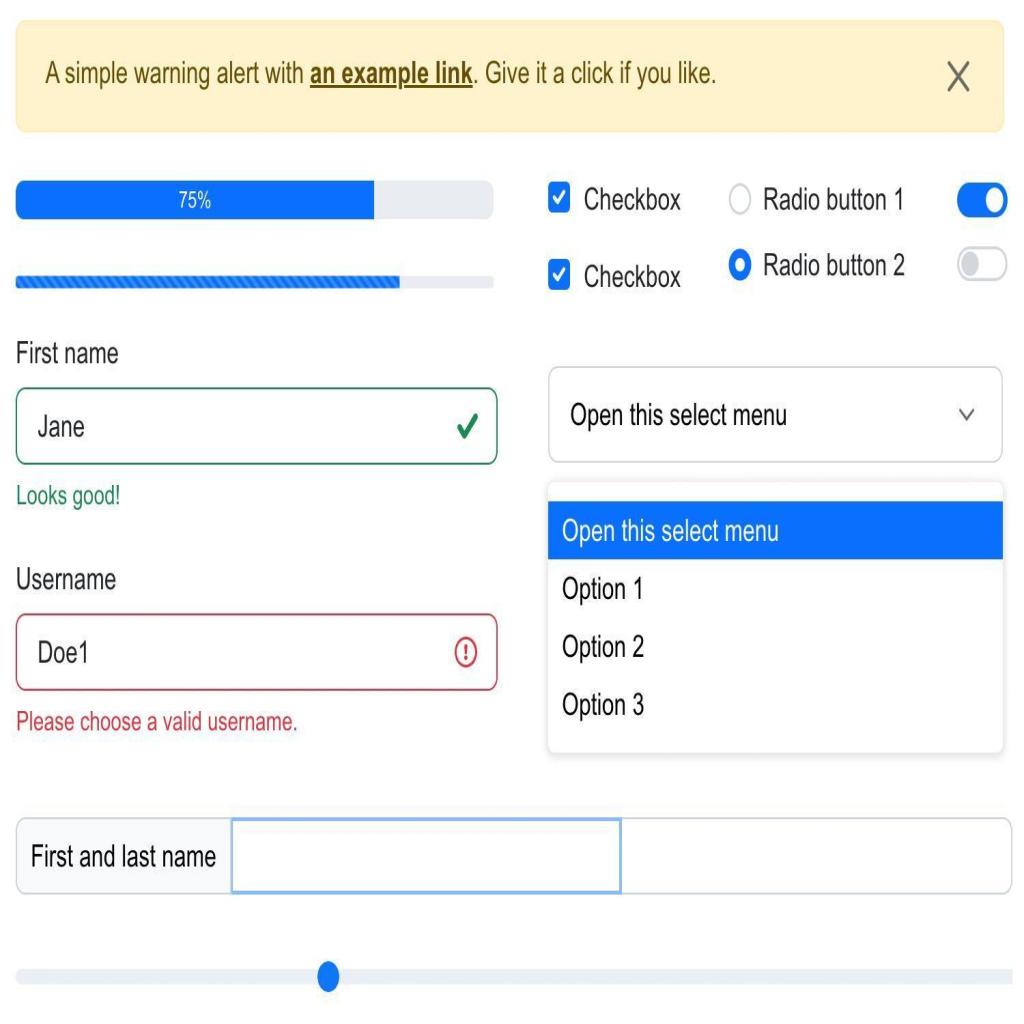 A simple warning alert with an example link. Give it a click if you like.
75%
Checkbox
Radio button 1
Checkbox
Radio button 2
First name
Jane
Looks good!
Open this select menu
Open this select menu
Option 1
Option 2
Option 3
Username
Doe1
Please choose a valid username.
First and last name